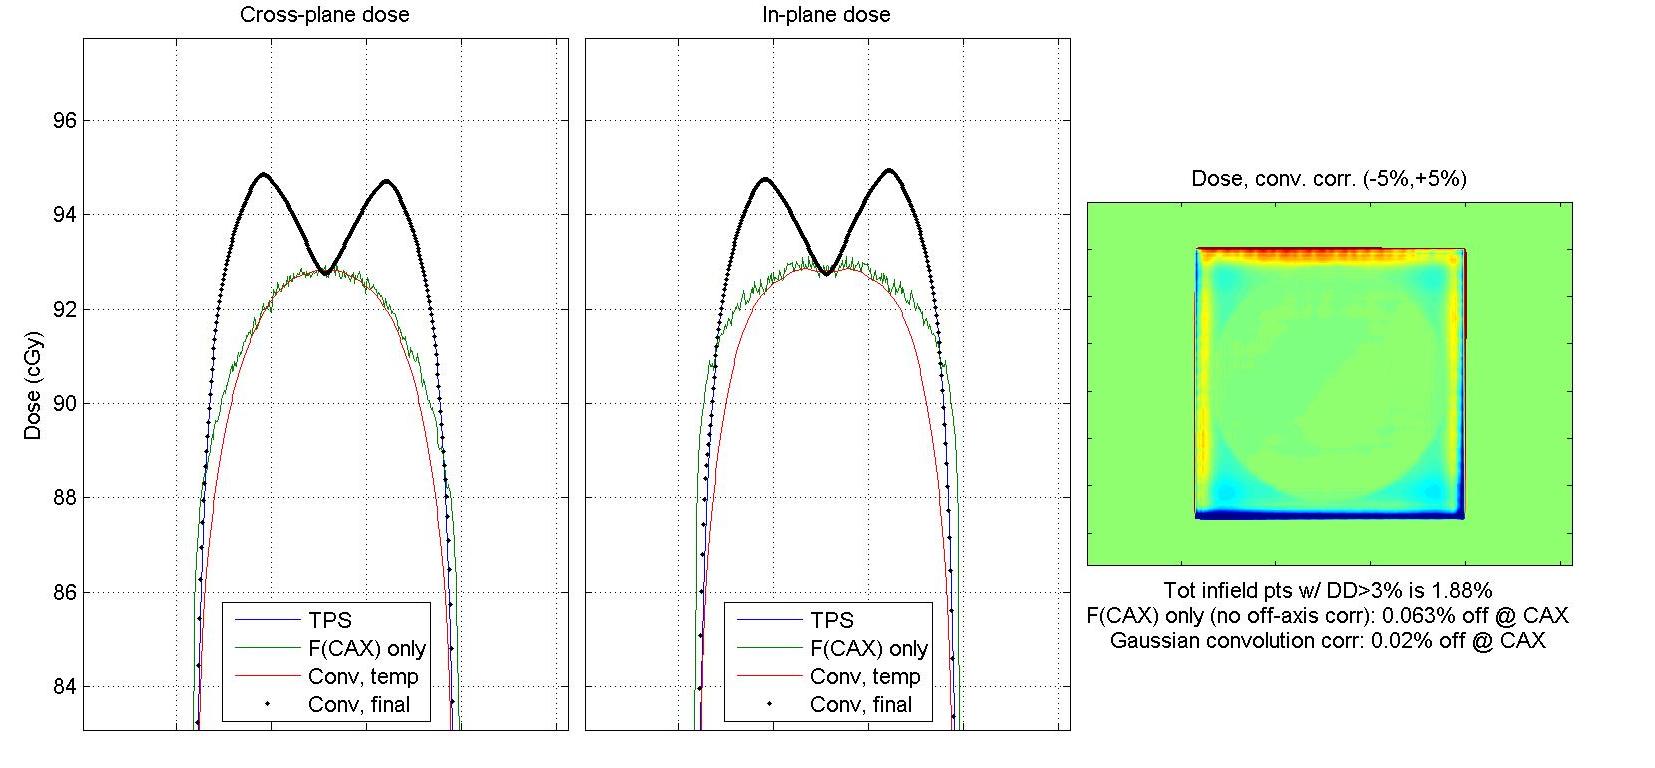 Cross-plane dose
In-plane dose
Dose (cGy)
96
94
92
90
88
86
84
TPS
F(CAX) only
Conv, temp
Conv, final
TPS
F(CAX) only
Conv, temp
Conv, final
Dose, conv. corr. (-5%,+5%)
Tot infield pts w/ DD>3% is 1.88%
F(CAX) only (no off-axis corr): 0.063% off @ CAX
Gaussian convolution corr: 0.02% off @ CAX